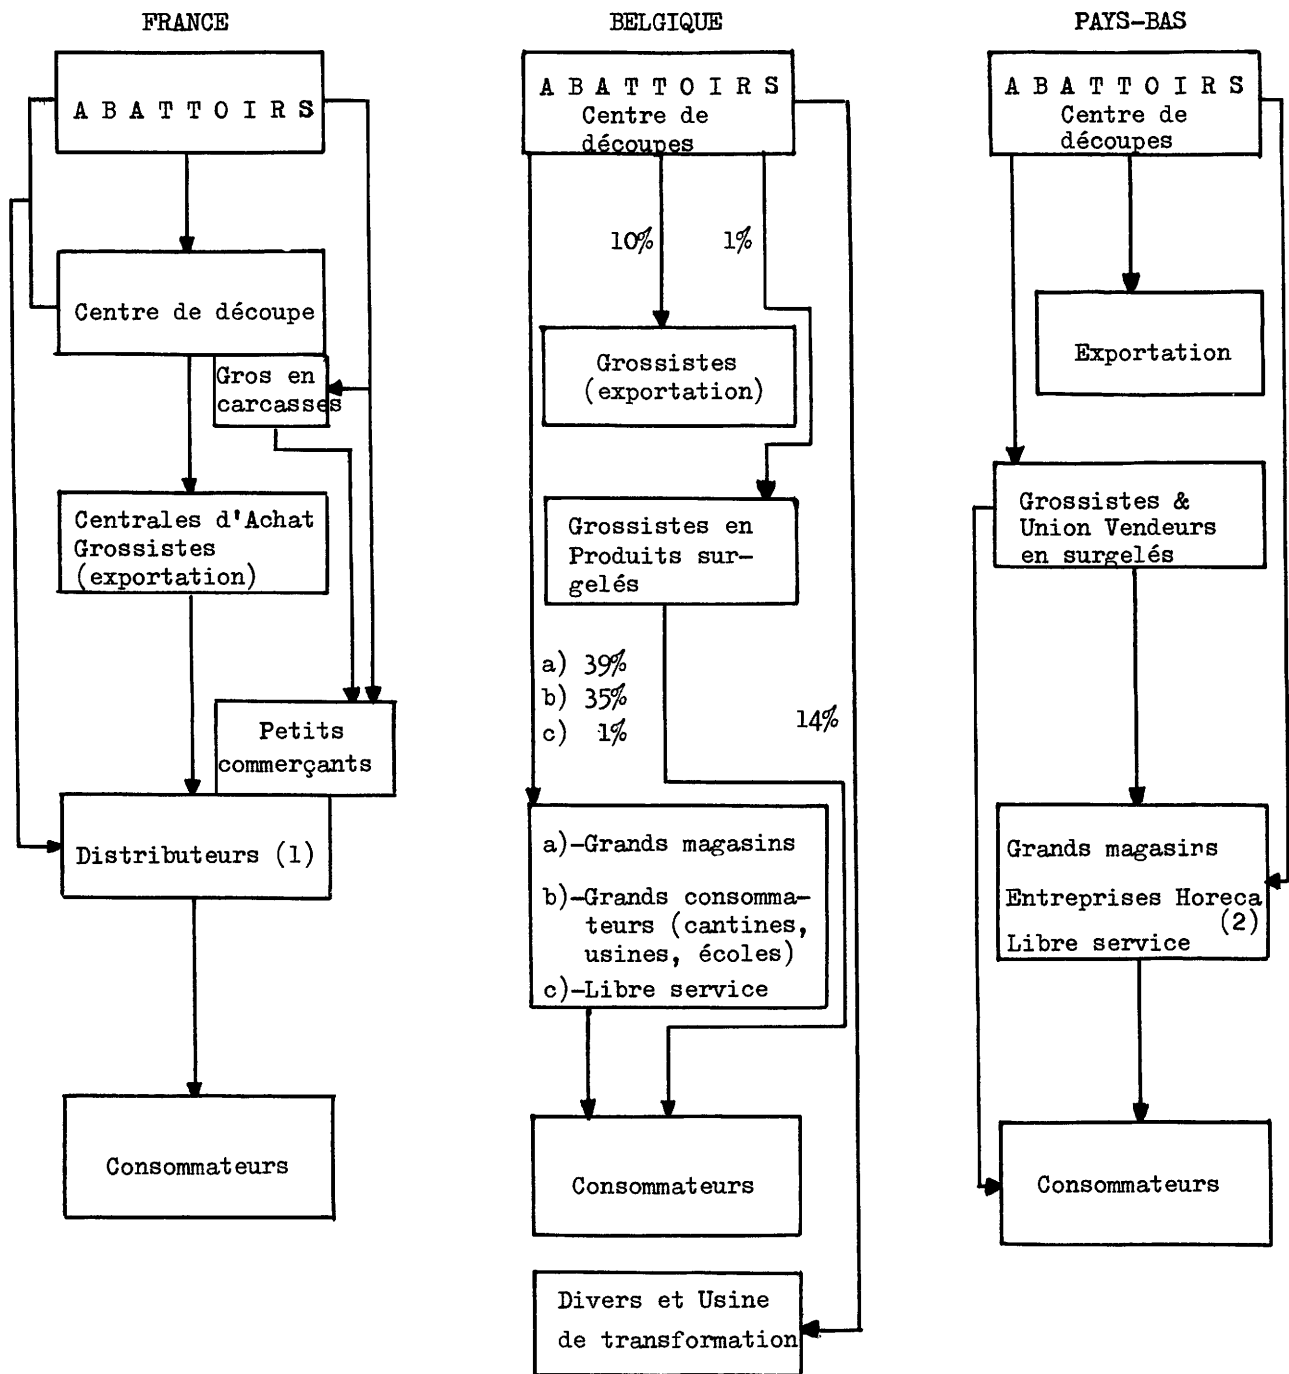 FRANCE
A B A T T O I R S
Centre de découpe
Gros en
carcasses
Centrales d'Achat
Grossistes
(exportation)
Petits
commerçants
Distributeurs (1)
Consommateurs
BELGIQUE
A B A T T O I R S
Centre de
découpes
10%
1%
Grossistes
(exportation)
Grossistes en
Produits sur-
gelés
a) 39%
b) 35%
c) 1%
14%
a)-Grands magasins
b)-Grands consomma-
teurs (cantines,
usines, écoles)
c)-Libre service
Consommateurs
Divers et Usine
de transformation
PAYS-BAS
A B A T T O I R S
Centre de
découpes
Exportation
Grossistes &
Union Vendeurs
en surgelés
Grands magasins
Entreprises Horeca
(2)
Libre service
Consommateurs